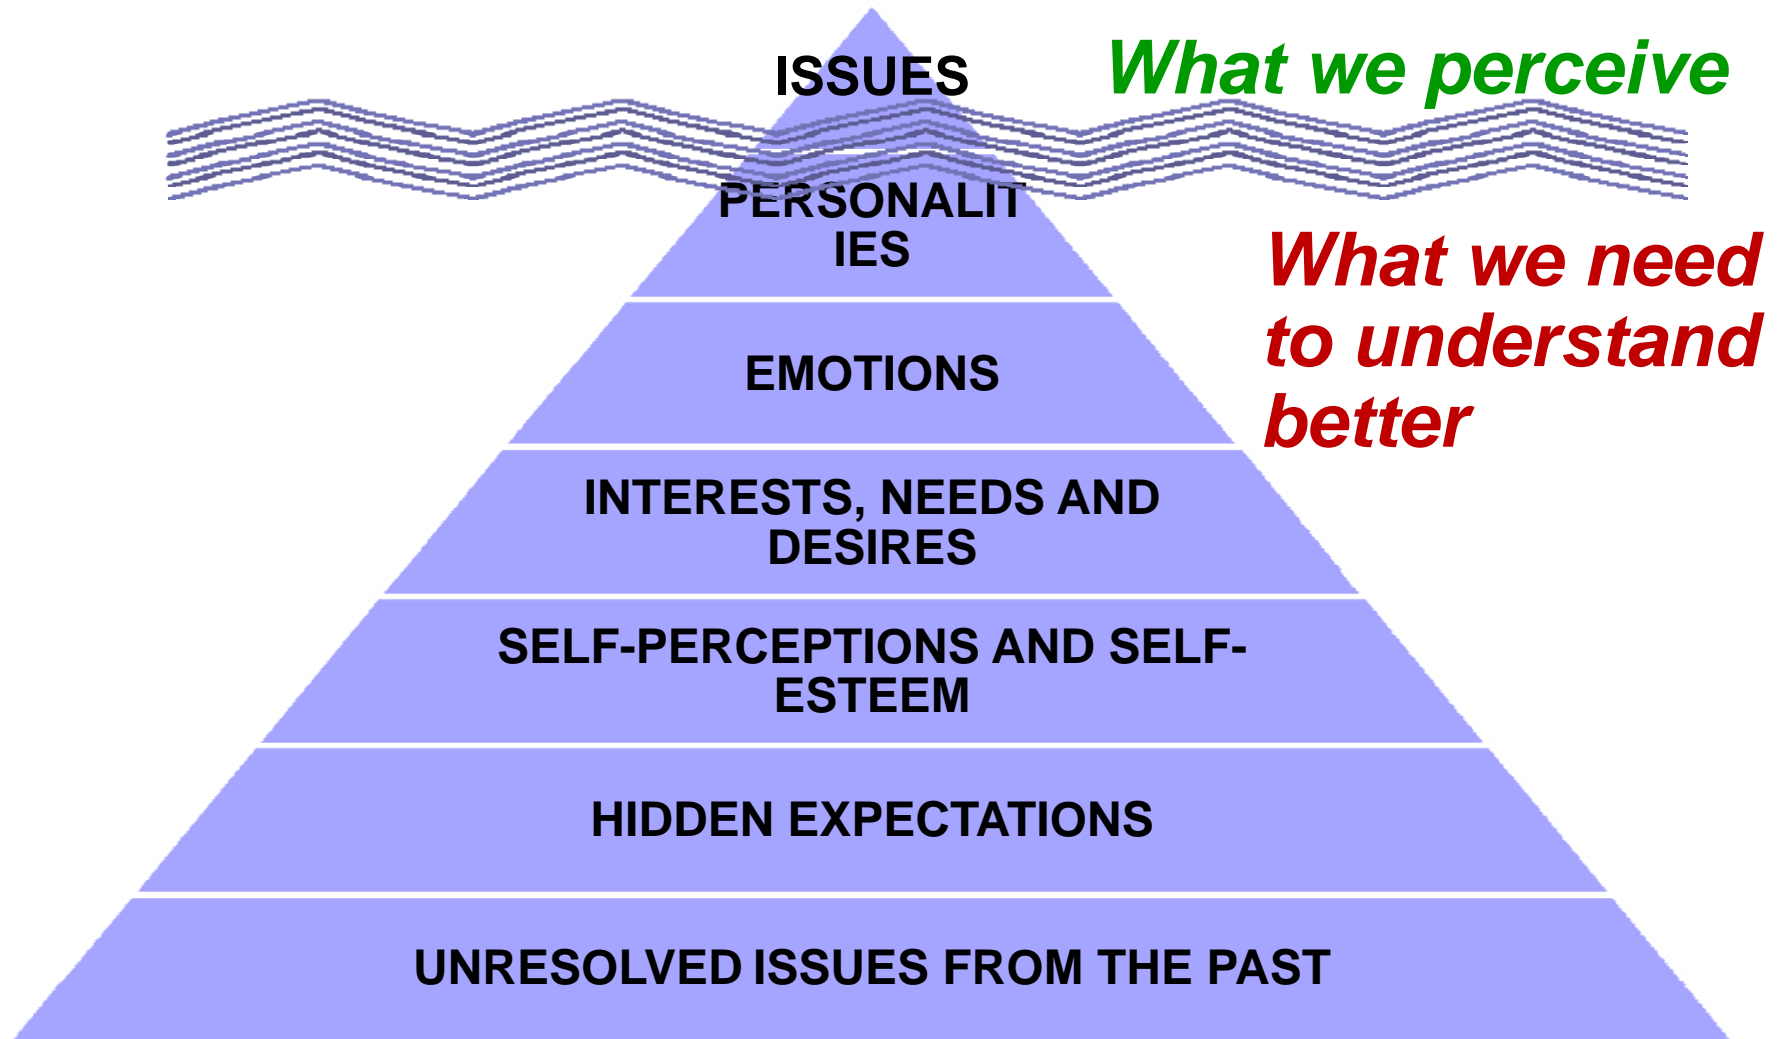 ISSUES
What we perceive
PERSONALIT
IES
What we need
to understand
better
EMOTIONS
INTERESTS, NEEDS AND
DESIRES
SELF-PERCEPTIONS AND SELF-
ESTEEM
HIDDEN EXPECTATIONS
UNRESOLVED ISSUES FROM THE PAST